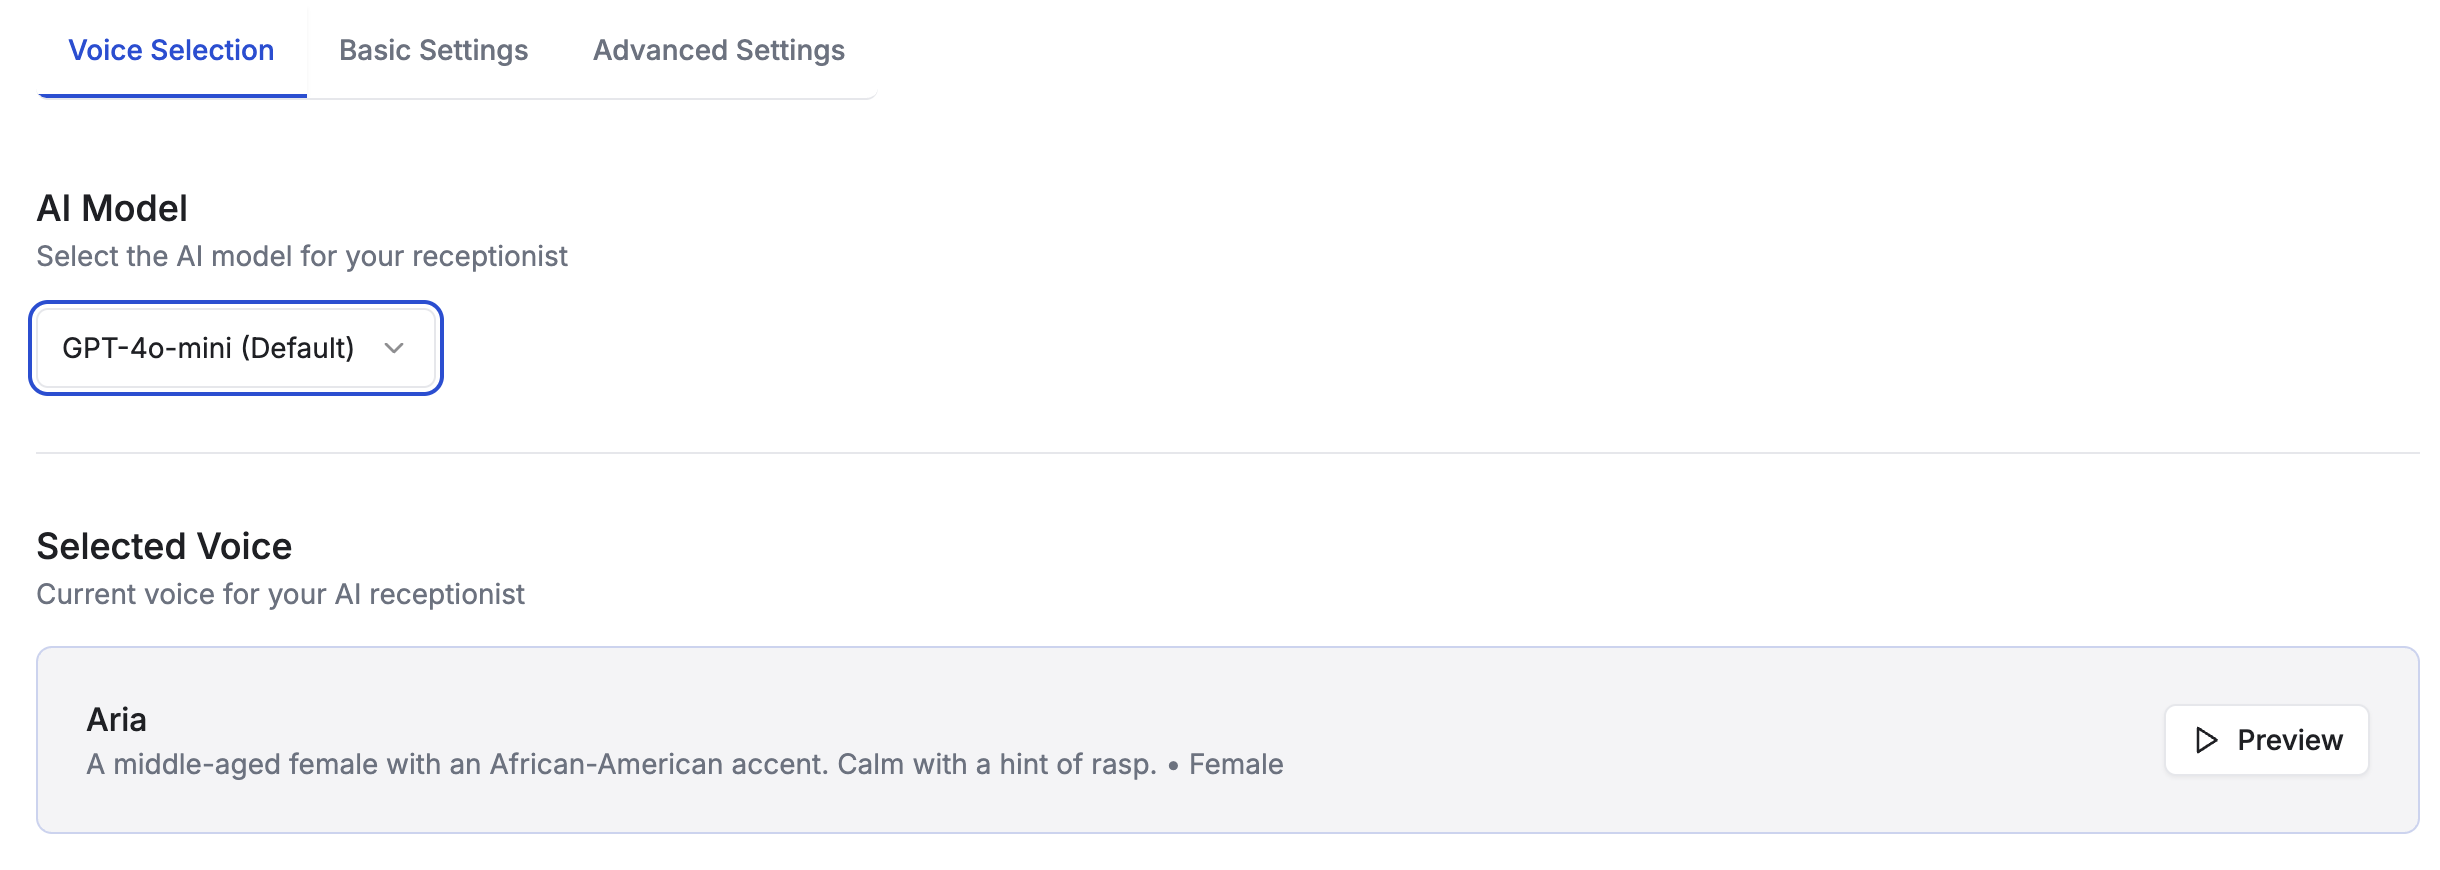 Voice Selection
Basic Settings
Advanced Settings
AI Model
Select the AI model for your receptionist
GPT-4o-mini (Default)
Selected Voice
Current voice for your AI receptionist
Aria
A middle-aged female with an African-American accent. Calm with a hint of rasp. • Female
Preview